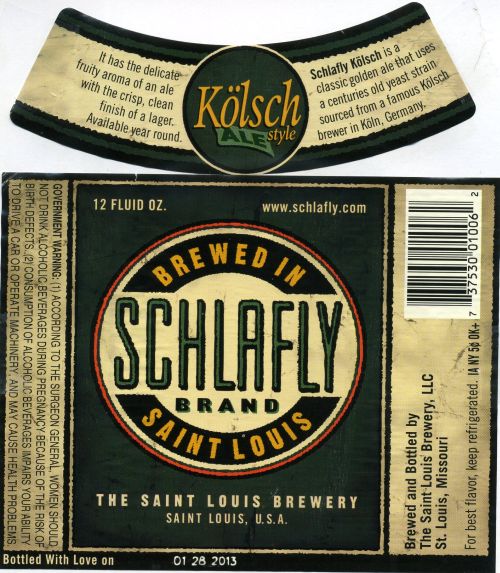 It has the delicate
fruity aroma of an ale
with the crisp, clean
finish of a lager.
Available year round.
Kölsch
ALE style
Schlafly Kölsch is a
classic golden ale that uses
a centuries old yeast strain
sourced from a famous Kölsch
brewer in Köln, Germany.
12 FLUID OZ.
www.schlafly.com
BREWED IN
SCHLAFLY
BRAND
SAINT LOUIS
THE SAINT LOUIS BREWERY
SAINT LOUIS, U.S.A.
GOVERNMENT WARNING: (1) ACCORDING TO THE SURGEON GENERAL, WOMEN SHOULD
NOT DRINK ALCOHOLIC BEVERAGES DURING PREGNANCY BECAUSE OF THE RISK OF
BIRTH DEFECTS. (2) CONSUMPTION OF ALCOHOLIC BEVERAGES IMPAIRS YOUR ABILITY
TO DRIVE A CAR OR OPERATE MACHINERY, AND MAY CAUSE HEALTH PROBLEMS.
7 37530 01006 2
Brewed and Bottled by
The Saint Louis Brewery, LLC
St. Louis, Missouri
For best flavor, keep refrigerated. IA NY 5¢ OK+
Bottled With Love on
01 28 2013